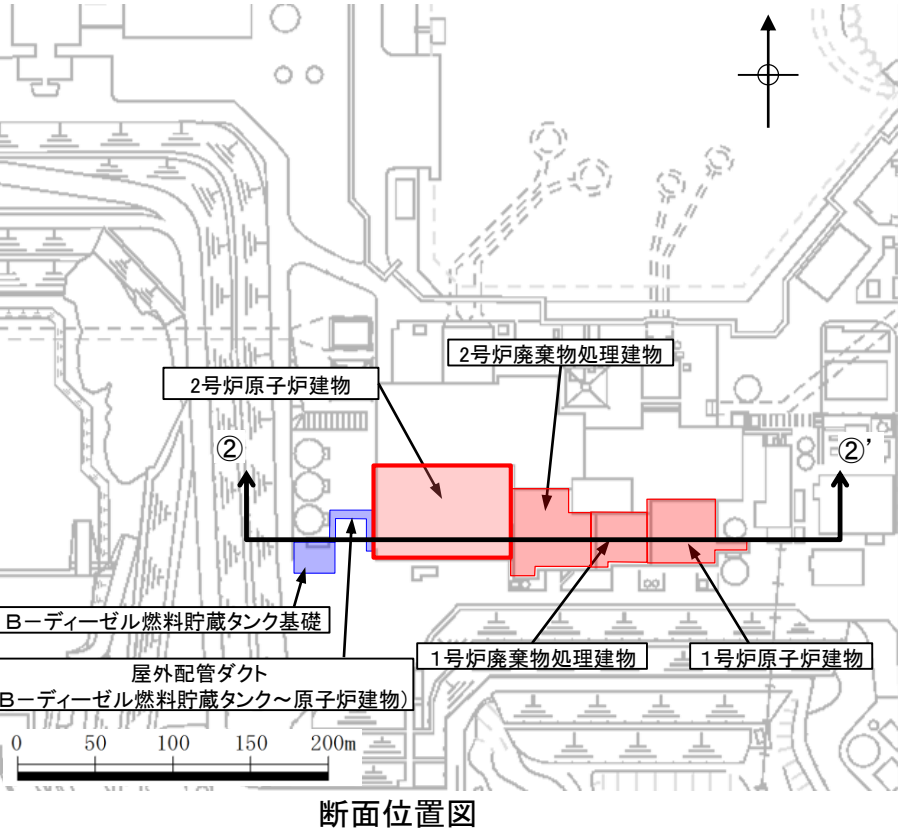 2号炉廃棄物処理建物
2号炉原子炉建物
②
②'
B－ディーゼル燃料貯蔵タンク基礎
1号炉廃棄物処理建物
1号炉原子炉建物
屋外配管ダクト
B－ディーゼル燃料貯蔵タンク～原子炉建物)
0 50 100 150 200m
断面位置図